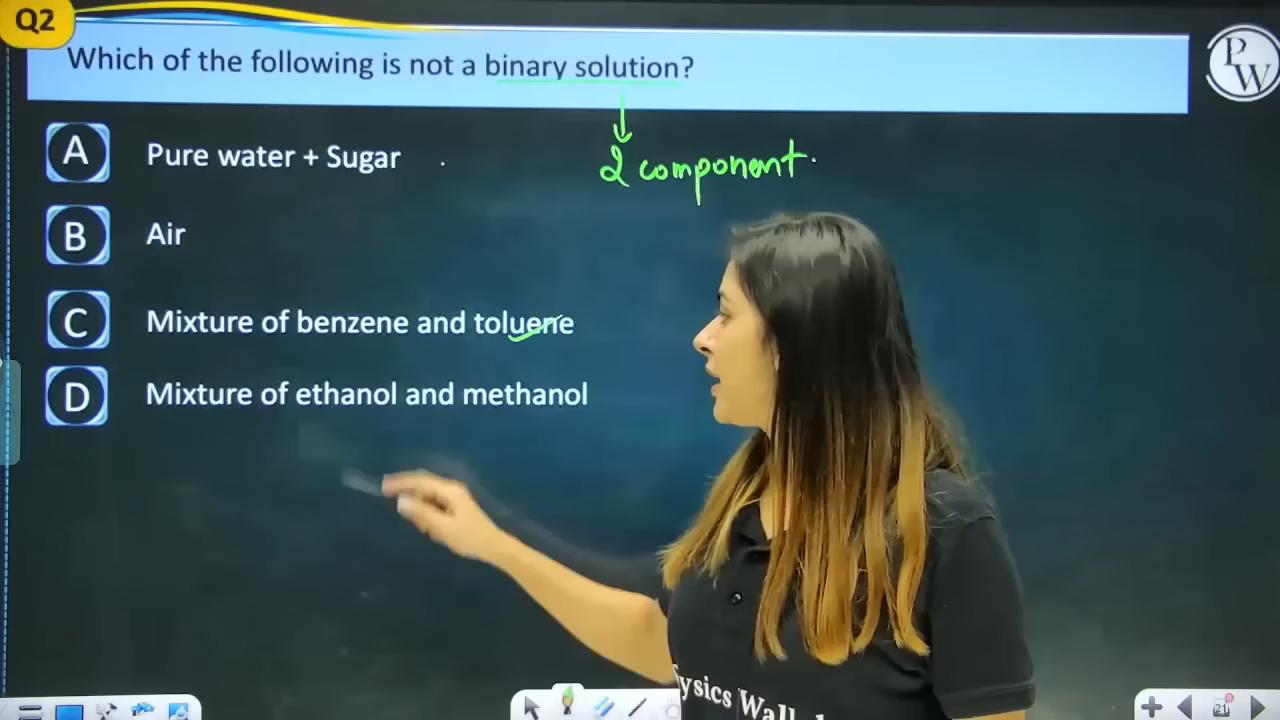 Q2
Which of the following is not a binary solution?
PW
2 component
A Pure water + Sugar
B Air
C Mixture of benzene and toluene
D Mixture of ethanol and methanol
ysics Wall
21